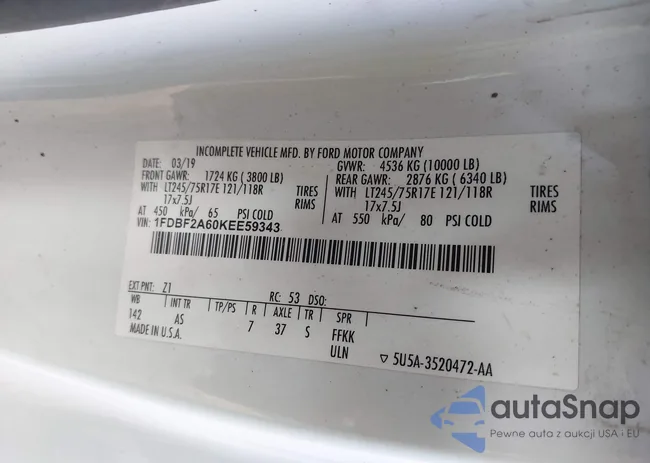 INCOMPLETE VEHICLE MFD. BY FORD MOTOR COMPANY
DATE: 03/19 GVWR: 4536 KG (10000 LB)
FRONT GAWR: 1724 KG (3800 LB) REAR GAWR: 2876 KG (6340 LB)
WITH LT245/75R17E 121/118R TIRES WITH LT245/75R17E 121/118R TIRES
17x7.5J RIMS 17x7.5J RIMS
AT 450 kPa/ 65 PSI COLD AT 550 kPa/ 80 PSI COLD
VIN: 1FDBF2A60KEE59343
EXT PNT: Z1 RC: 53 DSO:
WB INT TR TP/PS R AXLE TR SPR
142 AS 7 37 S FFKK
MADE IN U.S.A. ULN ▽ 5U5A-3520472-AA
autoSnap
Pewne auta z aukcji USA i EU